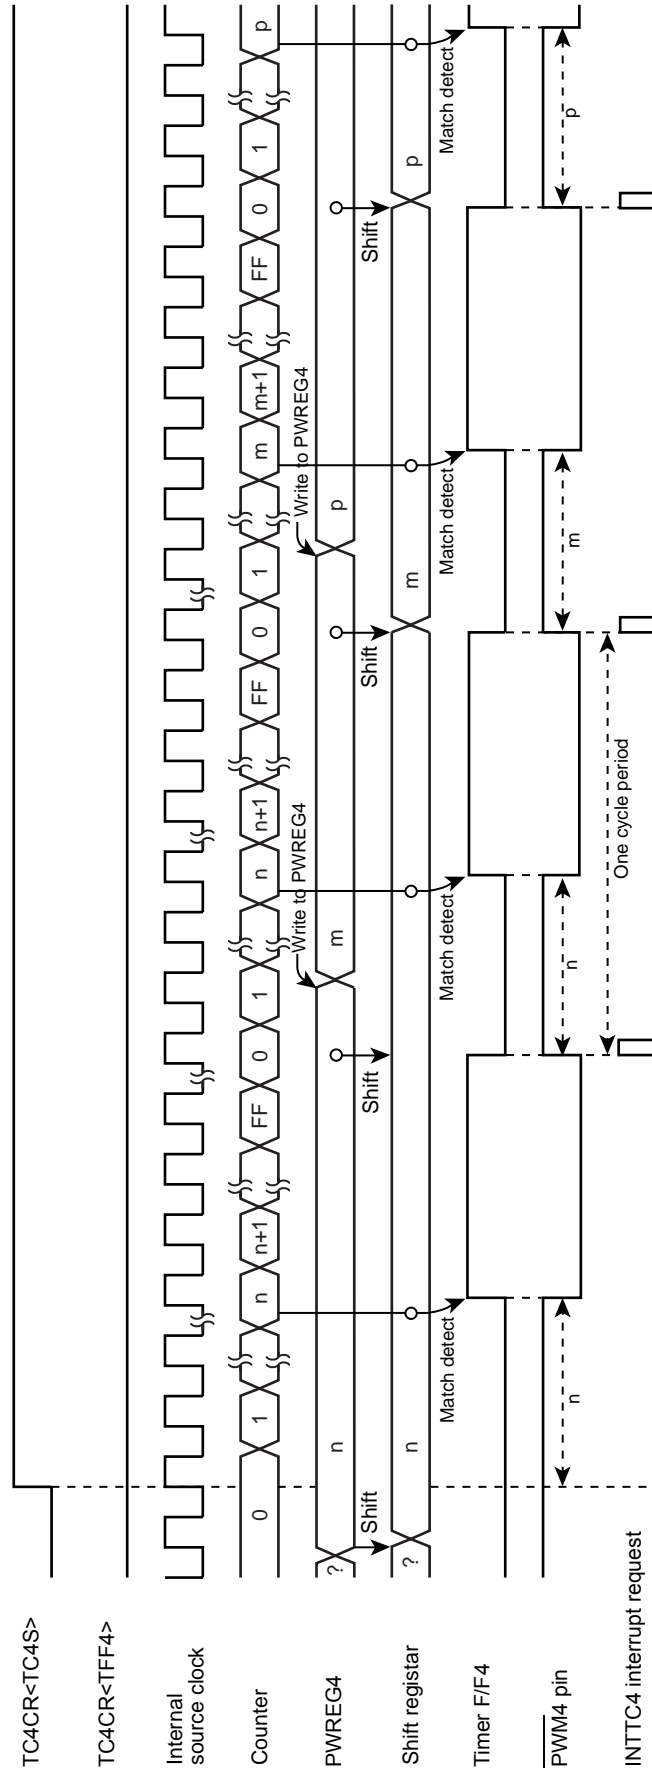 TC4CR<TC4S>
TC4CR<TFF4>
Internal
source clock
Counter 0 1 n n+1 FF 0 1 n n+1 FF 0 1 m m+1 FF 0 1 p
Write to PWREG4 Write to PWREG4
PWREG4 ? n m p
Shift Shift Shift Shift
Shift registar ? n m p
Match detect Match detect Match detect Match detect
Timer F/F4
PWM4 pin
n n m p
One cycle period
INTTC4 interrupt request